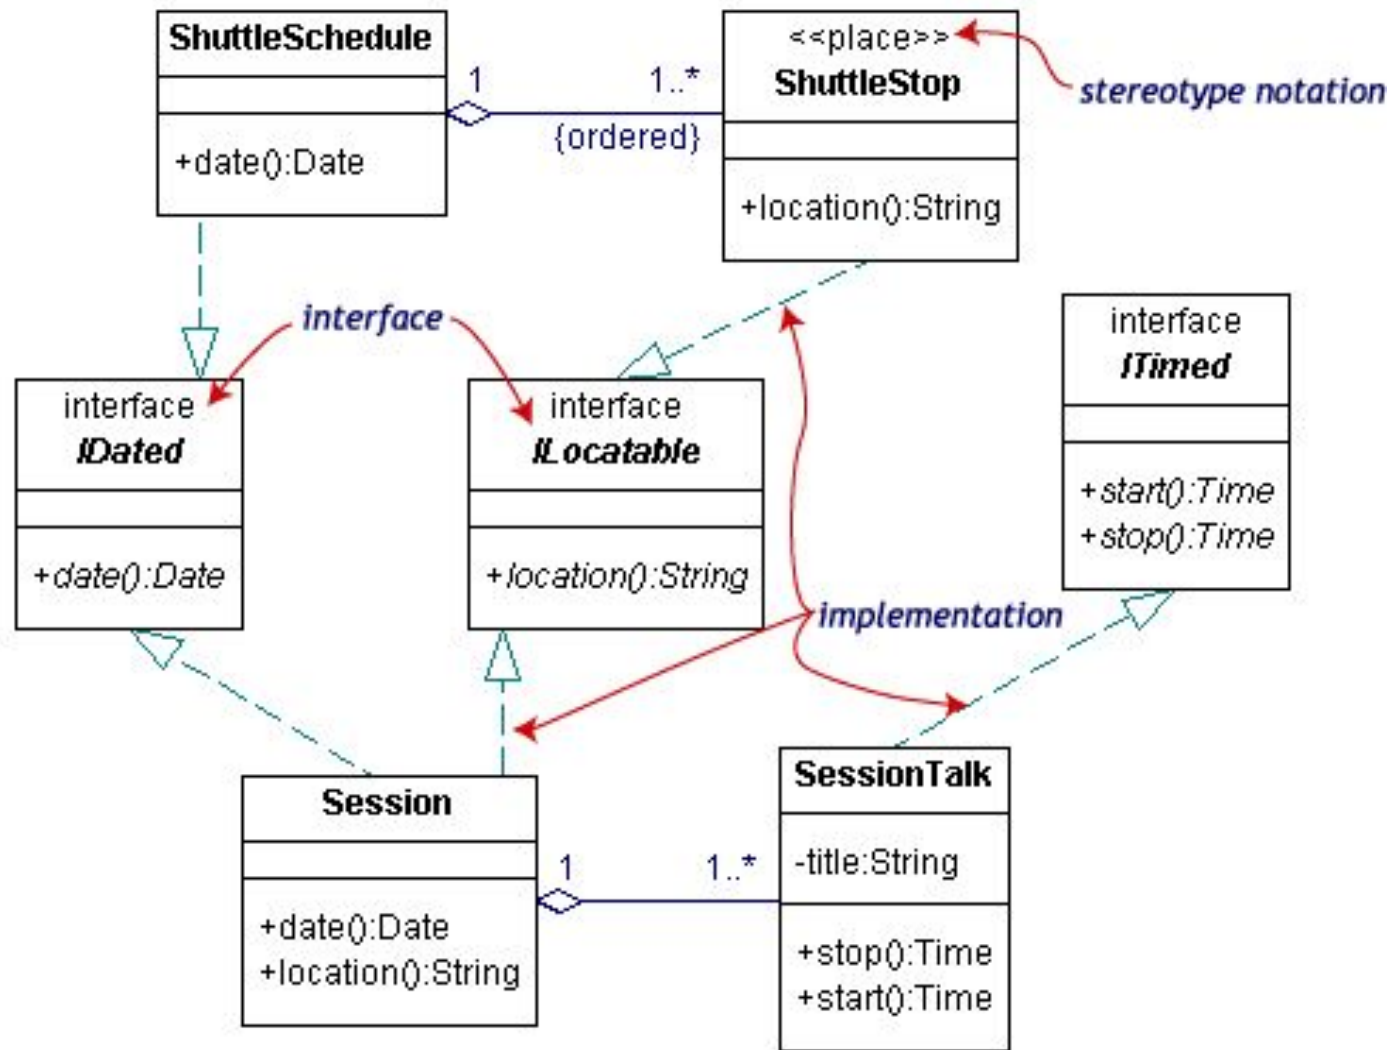 ShuttleSchedule
+date():Date
1
1..*
{ordered}
<<place>>
ShuttleStop
+location():String
stereotype notation
interface
interface
IDated
+date():Date
interface
ILocatable
+location():String
interface
ITimed
+start():Time
+stop():Time
implementation
Session
+date():Date
+location():String
1
1..*
SessionTalk
-title:String
+stop():Time
+start():Time